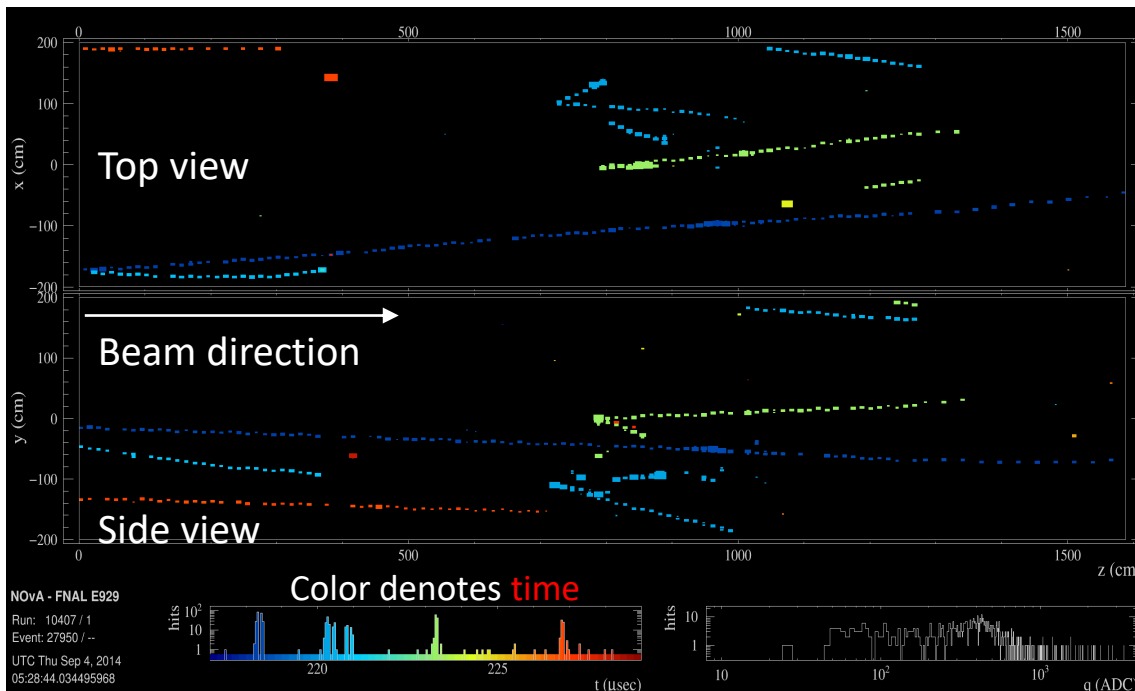 0 500 1000 1500
200
100
0
−100
−200
x (cm)
Top view
200
100
0
−100
−200
y (cm)
Beam direction
Side view
0 500 1000 1500
z (cm)
Color denotes time
NOvA - FNAL E929
Run: 10407 / 1
Event: 27950 / --
UTC Thu Sep 4, 2014
05:28:44.034495968
hits
10²
10
1
220 225
t (μsec)
hits
10
1
10 10² 10³
q (ADC)